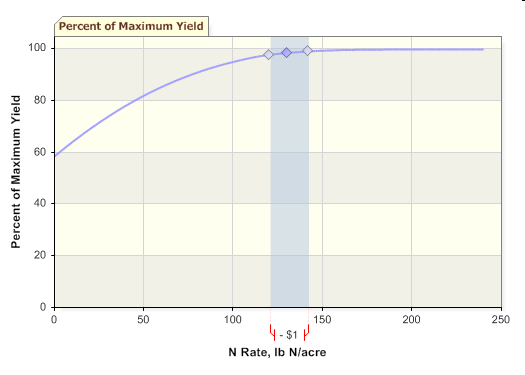 Percent of Maximum Yield
Percent of Maximum Yield
100
80
60
40
20
0
0 50 100 150 200 250
- $1
N Rate, lb N/acre